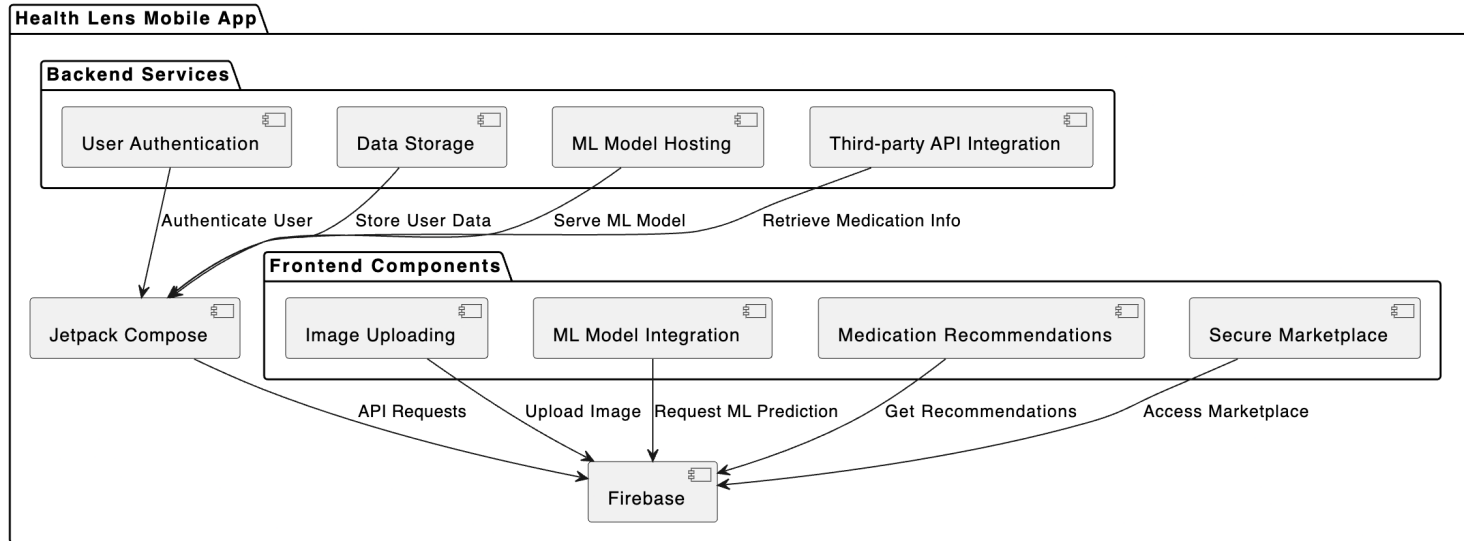 Health Lens Mobile App
Backend Services
User Authentication
Data Storage
ML Model Hosting
Third-party API Integration
Authenticate User
Store User Data
Serve ML Model
Retrieve Medication Info
Frontend Components
Jetpack Compose
Image Uploading
ML Model Integration
Medication Recommendations
Secure Marketplace
API Requests
Upload Image
Request ML Prediction
Get Recommendations
Access Marketplace
Firebase